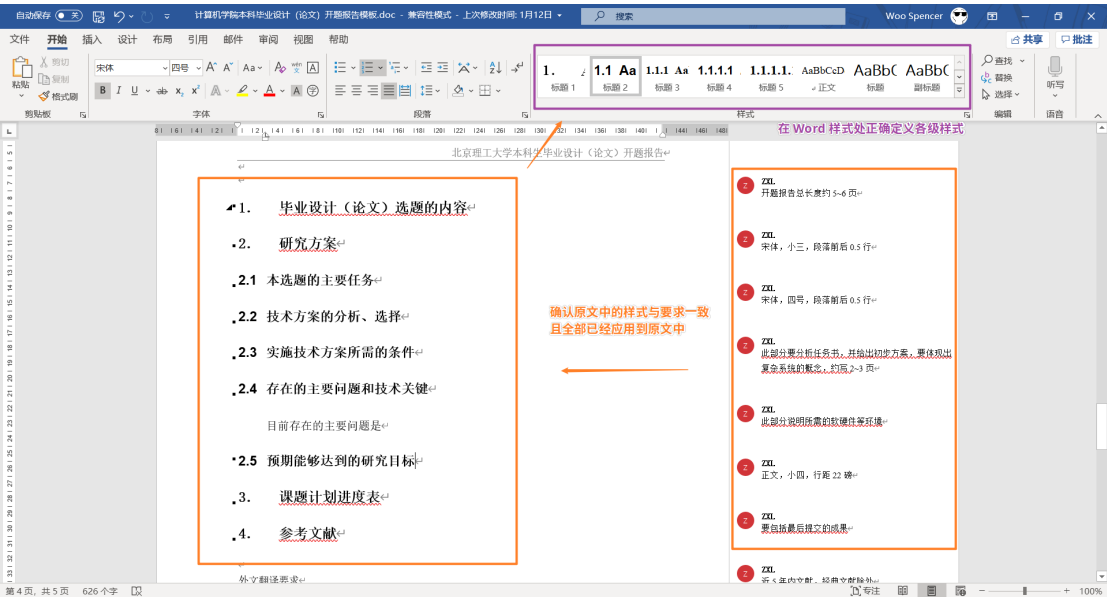 自动保存 关 计算机学院本科毕业设计（论文）开题报告模板.doc - 兼容性模式 - 上次修改时间: 1月12日 搜索 Woo Spencer
文件 开始 插入 设计 布局 引用 邮件 审阅 视图 帮助 共享 批注
剪切
复制
格式刷
粘贴
剪贴板
宋体 四号
字体
段落
1. 1.1 Aa 1.1.1 Aa 1.1.1.1 1.1.1.1. AaBbCcD AaBb( AaBb(
标题 1 标题 2 标题 3 标题 4 标题 5 正文 标题 副标题
样式
查找
替换
选择
编辑
听写
语音
在 Word 样式处正确定义各级样式
北京理工大学本科生毕业设计（论文）开题报告
1. 毕业设计（论文）选题的内容
2. 研究方案
2.1 本选题的主要任务
2.2 技术方案的分析、选择
2.3 实施技术方案所需的条件
2.4 存在的主要问题和技术关键
目前存在的主要问题是
2.5 预期能够达到的研究目标
3. 课题计划进度表
4. 参考文献
外文翻译要求
确认原文中的样式与要求一致
且全部已经应用到原文中
ZXL
开题报告总长度约 5~6 页
ZXL
宋体，小三，段落前后 0.5 行
ZXL
宋体，四号，段落前后 0.5 行
ZXL
此部分要分析任务书，并给出初步方案，要体现出
复杂系统的概念，约写 2~3 页
ZXL
此部分说明所需的软硬件等环境
ZXL
正文，小四，行距 22 磅
ZXL
要包括最后提交的成果
ZXL
近 5 年内文献，经典文献除外
第 4 页，共 5 页 626 个字 专注 100%